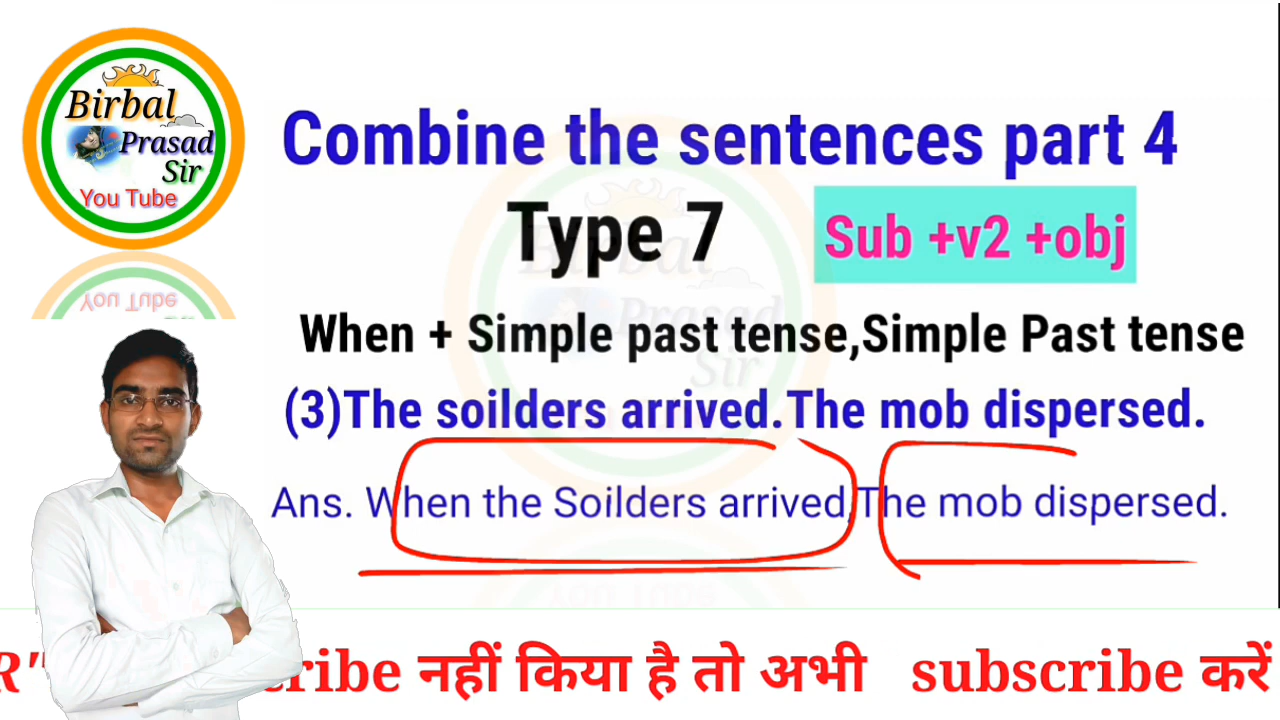 Birbal
Prasad
Sir
You Tube
Combine the sentences part 4
Type 7
Sub +v2 +obj
When + Simple past tense,Simple Past tense
(3)The soilders arrived.The mob dispersed.
Ans. When the Soilders arrived,The mob dispersed.
नहीं किया है तो अभी subscribe करें